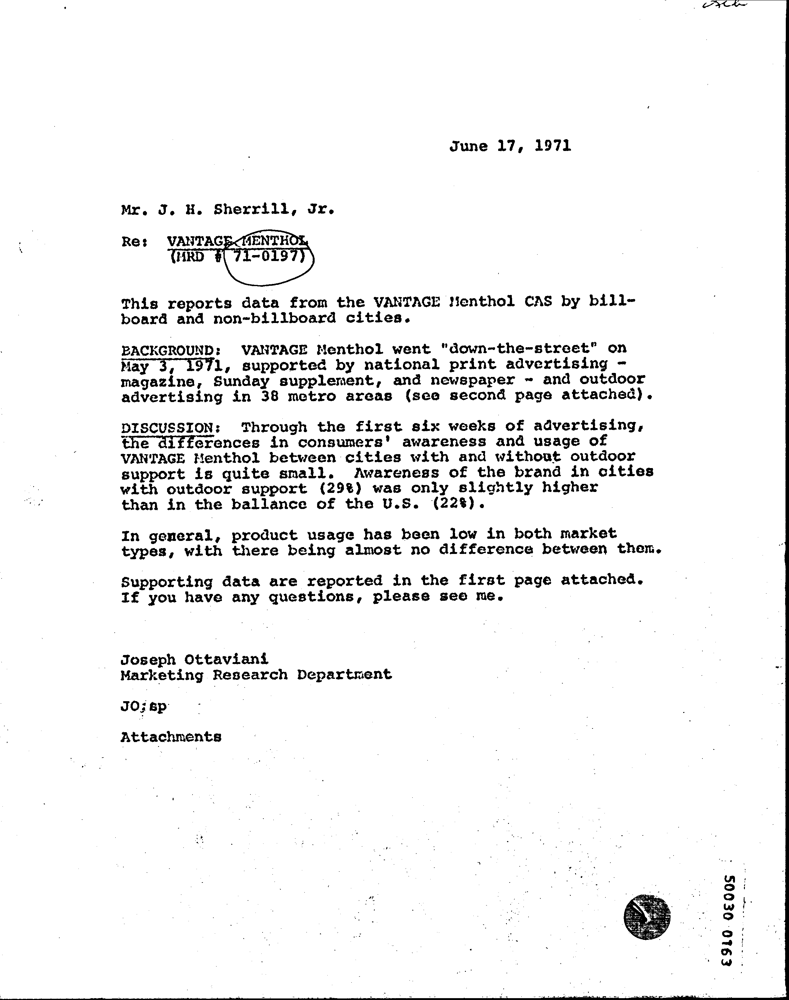 June 17, 1971
Mr. J. H. Sherrill, Jr.
Re: VANTAGE MENTHOL
(MRD # 71-0197)
This reports data from the VANTAGE Menthol CAS by bill-
board and non-billboard cities.
BACKGROUND: VANTAGE Menthol went "down-the-street" on
May 3, 1971, supported by national print advertising -
magazine, Sunday supplement, and newspaper - and outdoor
advertising in 38 metro areas (see second page attached).
DISCUSSION: Through the first six weeks of advertising,
the differences in consumers' awareness and usage of
VANTAGE Menthol between cities with and without outdoor
support is quite small. Awareness of the brand in cities
with outdoor support (29%) was only slightly higher
than in the ballance of the U.S. (22%).
In general, product usage has been low in both market
types, with there being almost no difference between them.
Supporting data are reported in the first page attached.
If you have any questions, please see me.
Joseph Ottaviani
Marketing Research Department
JO;sp
Attachments
50030 0163